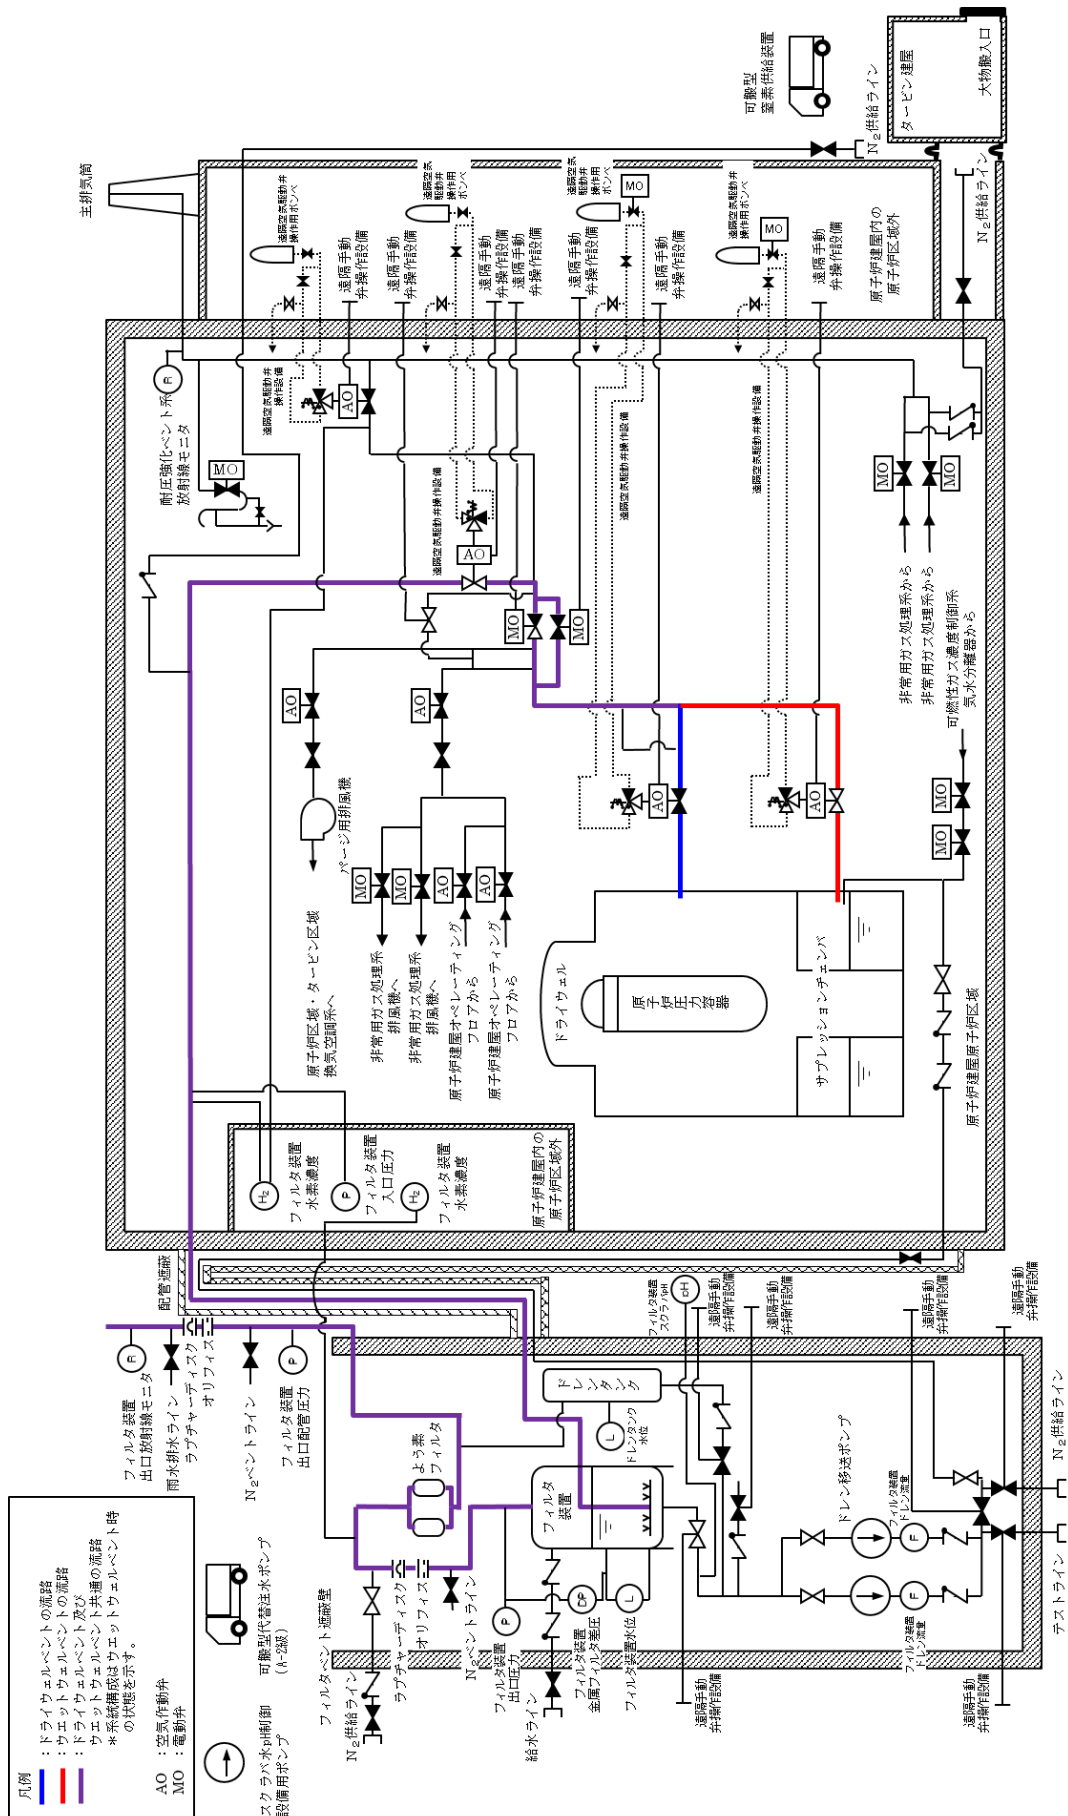 主排気筒
可搬型
窒素供給装置
タービン建屋
大物搬入口
N₂供給ライン
N₂供給ライン
遠隔空気駆動弁
操作用ボンベ
遠隔空気
駆動弁
操作用
ボンベ
遠隔空気
駆動弁
操作用
ボンベ
MO
遠隔空気駆動弁
操作用ボンベ
MO
遠隔手動
弁操作設備
遠隔手動
弁操作設備
遠隔手動
弁操作設備
遠隔手動
弁操作設備
遠隔手動
弁操作設備
遠隔手動
弁操作設備
遠隔手動
弁操作設備
原子炉建屋内の
原子炉区域外
R
耐圧強化ベント系
放射線モニタ
MO
遠隔空気駆動弁
操作設備
AO
遠隔空気駆動弁操作設備
AO
遠隔空気駆動弁操作設備
遠隔空気駆動弁操作設備
MO
MO
MO
MO
非常用ガス処理系から
非常用ガス処理系から
可燃性ガス濃度制御系
気水分離器から
AO
AO
AO
AO
MO
MO
パージ用排風機
MO
MO
AO
AO
原子炉区域・タービン区域
換気空調系へ
非常用ガス処理系
排風機へ
非常用ガス処理系
排風機へ
原子炉建屋オペレーティング
フロアから
原子炉建屋オペレーティング
フロアから
ドライウェル
原子炉圧力容器
サプレッションチェンバ
原子炉建屋原子炉区域
H₂
フィルタ装置
水素濃度
P
フィルタ装置
入口圧力
H₂
フィルタ装置
水素濃度
原子炉建屋内の
原子炉区域外
配管遮蔽
R
フィルタ装置
出口放射線モニタ
雨水排水ライン
ラプチャーディスク
オリフィス
N₂ベントライン
P
フィルタ装置
出口配管圧力
フィルタ装置
スクラバpH
pH
遠隔手動
弁操作設備
遠隔手動
弁操作設備
遠隔手動
弁操作設備
遠隔手動
弁操作設備
ドレンタンク
L
ドレンタンク
水位
よう素
フィルタ
フィルタ
装置
ドレン移送ポンプ
フィルタ装置
ドレン流量
F
F
フィルタ装置
ドレン流量
N₂供給ライン
テストライン
フィルタベント遮蔽壁
N₂供給ライン
ラプチャーディスク
オリフィス
N₂ベントライン
P
フィルタ装置
出口圧力
給水ライン
DP
フィルタ装置
金属フィルタ差圧
L
フィルタ装置水位
遠隔手動
弁操作設備
遠隔手動
弁操作設備
凡例
：ドライウェルベントの流路
：ウエットウェルベントの流路
：ドライウェルベント及び
ウエットウェルベント共通の流路
＊系統構成はウエットウェルベント時
の状態を示す。
AO ：空気作動弁
MO ：電動弁
可搬型代替注水ポンプ
(A-2級)
スクラバ水pH制御
設備用ポンプ